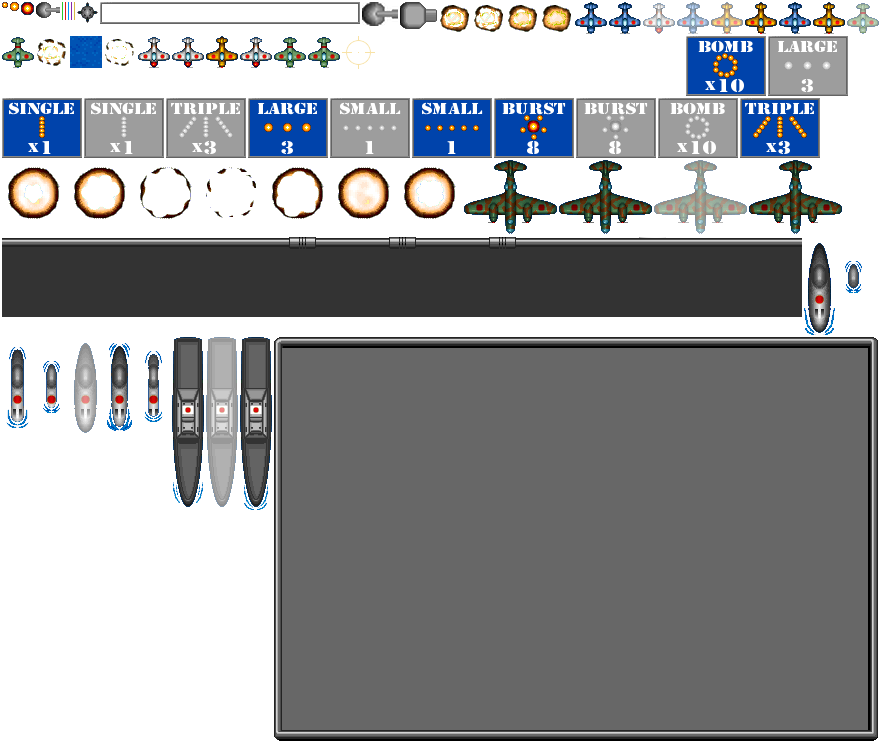 BOMB
x10
LARGE
3
SINGLE
x1
SINGLE
x1
TRIPLE
x3
LARGE
3
SMALL
1
SMALL
1
BURST
8
BURST
8
BOMB
x10
TRIPLE
x3